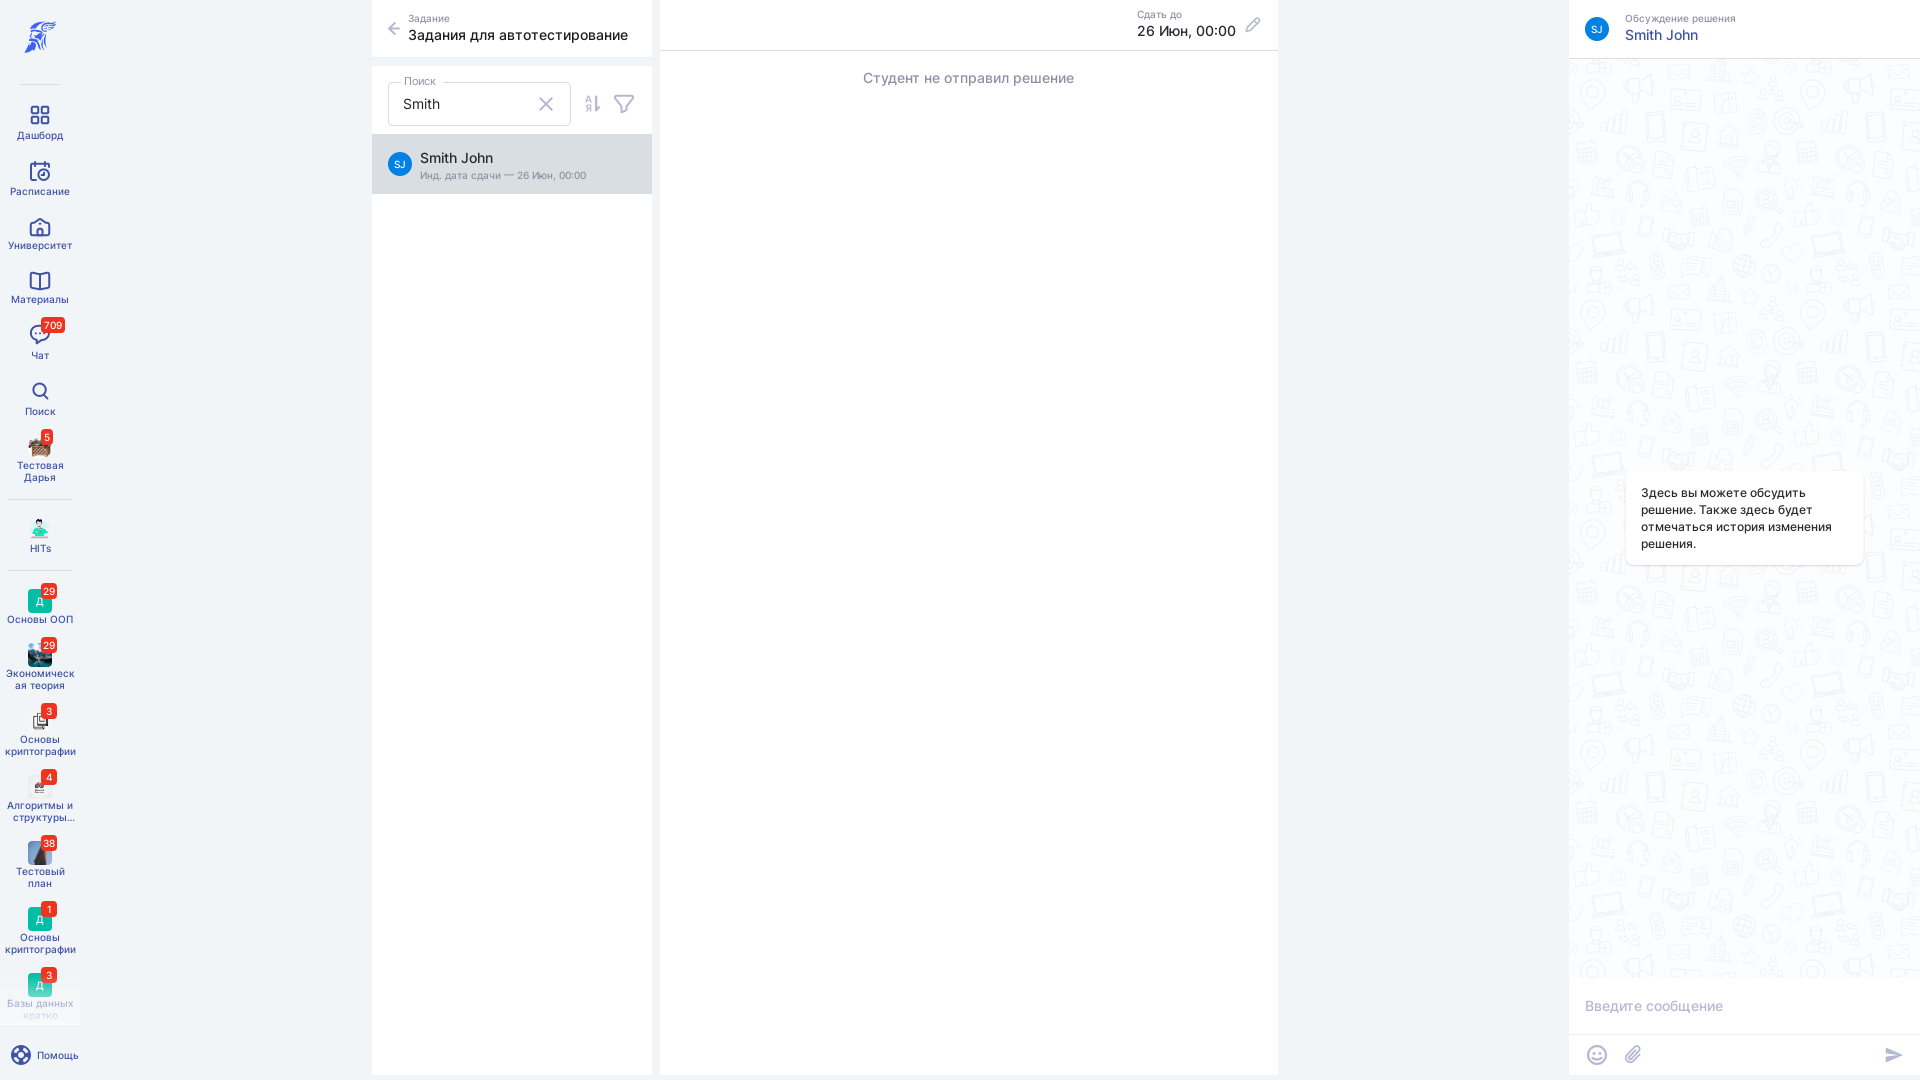 Дашборд
Расписание
Университет
Материалы
709
Чат
Поиск
5
Тестовая
Дарья
HITs
29
Д
Основы ООП
29
Экономическ
ая теория
3
Основы
криптографии
4
Алгоритмы и
структуры...
38
Тестовый
план
1
Д
Основы
криптографии
3
Д
Базы данных
кратко
Помощь
Задание
Задания для автотестирование
Поиск
Smith
А
Я
SJ
Smith John
Инд. дата сдачи — 26 Июн, 00:00
Сдать до
26 Июн, 00:00
Студент не отправил решение
SJ
Обсуждение решения
Smith John
Здесь вы можете обсудить
решение. Также здесь будет
отмечаться история изменения
решения.
Введите сообщение